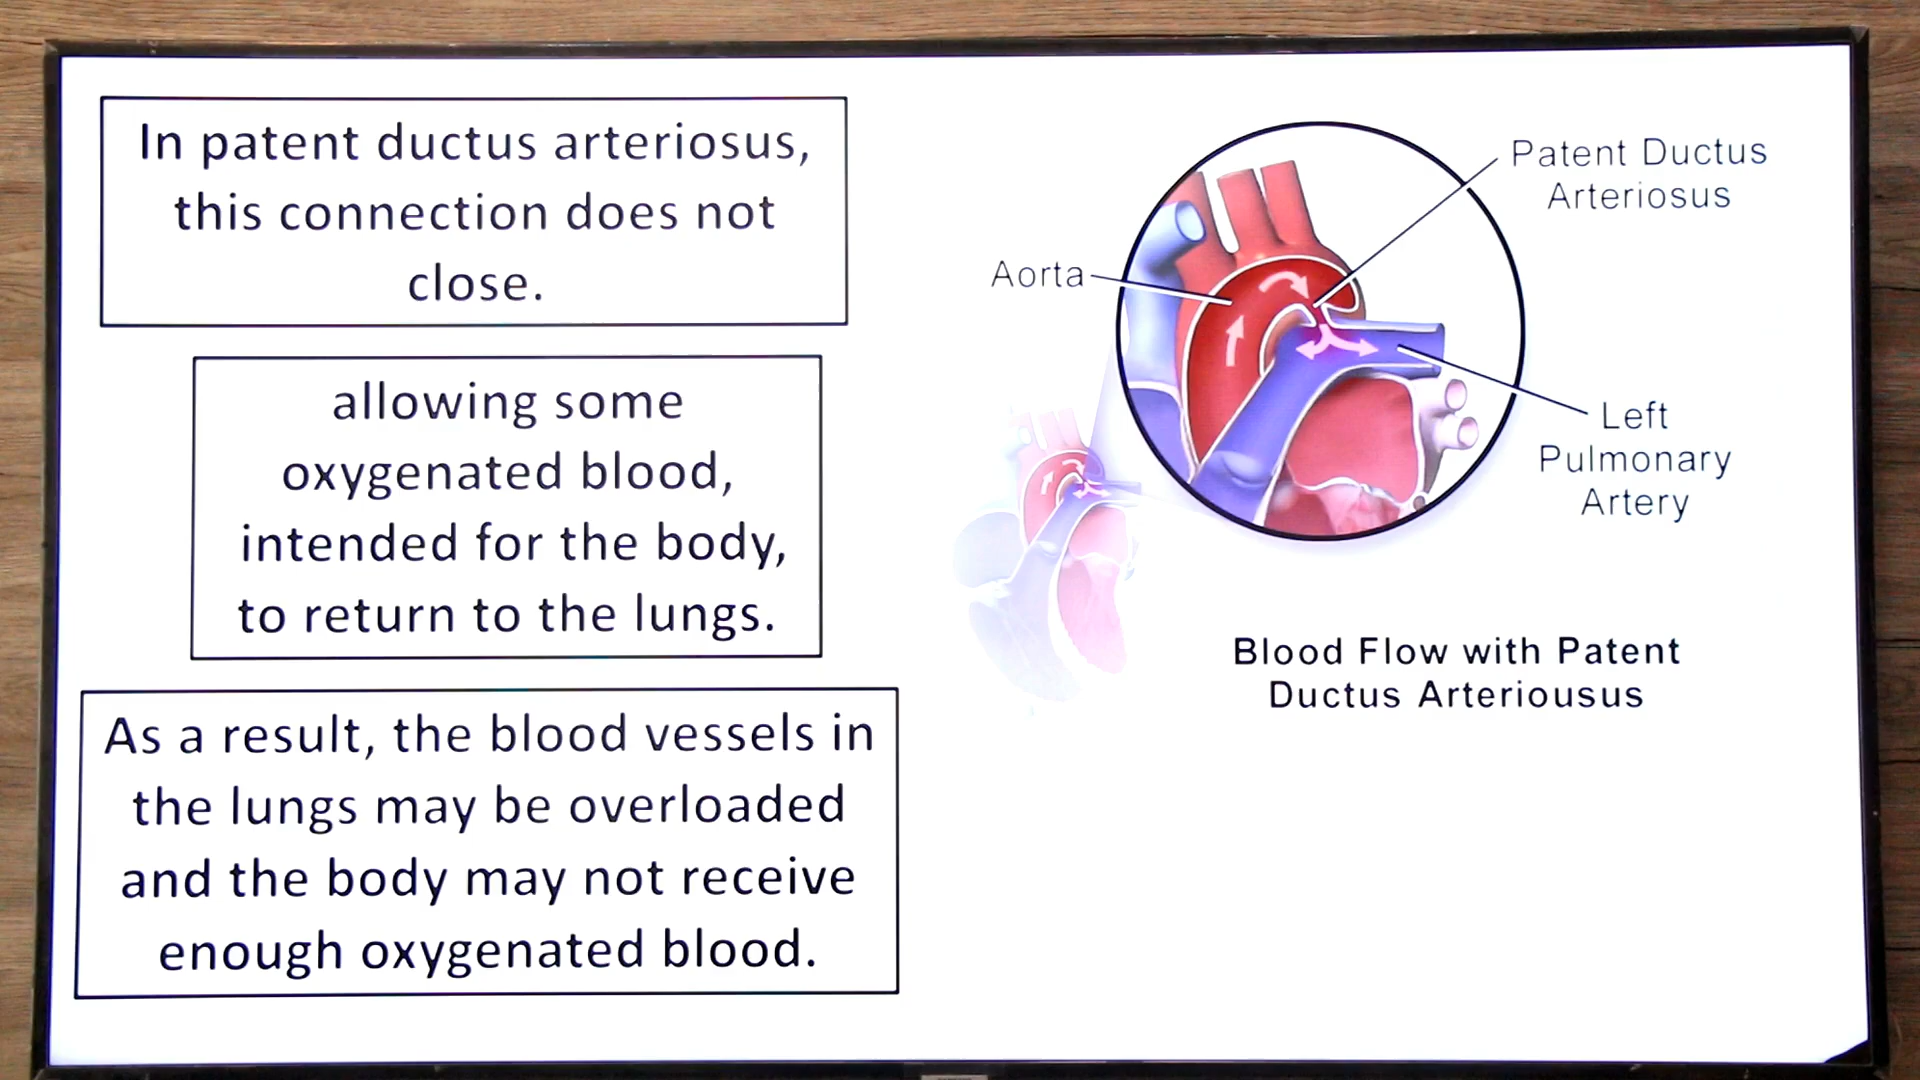 In patent ductus arteriosus,
this connection does not
close.
allowing some
oxygenated blood,
intended for the body,
to return to the lungs.
As a result, the blood vessels in
the lungs may be overloaded
and the body may not receive
enough oxygenated blood.
Patent Ductus
Arteriosus
Aorta
Left
Pulmonary
Artery
Blood Flow with Patent
Ductus Arteriousus